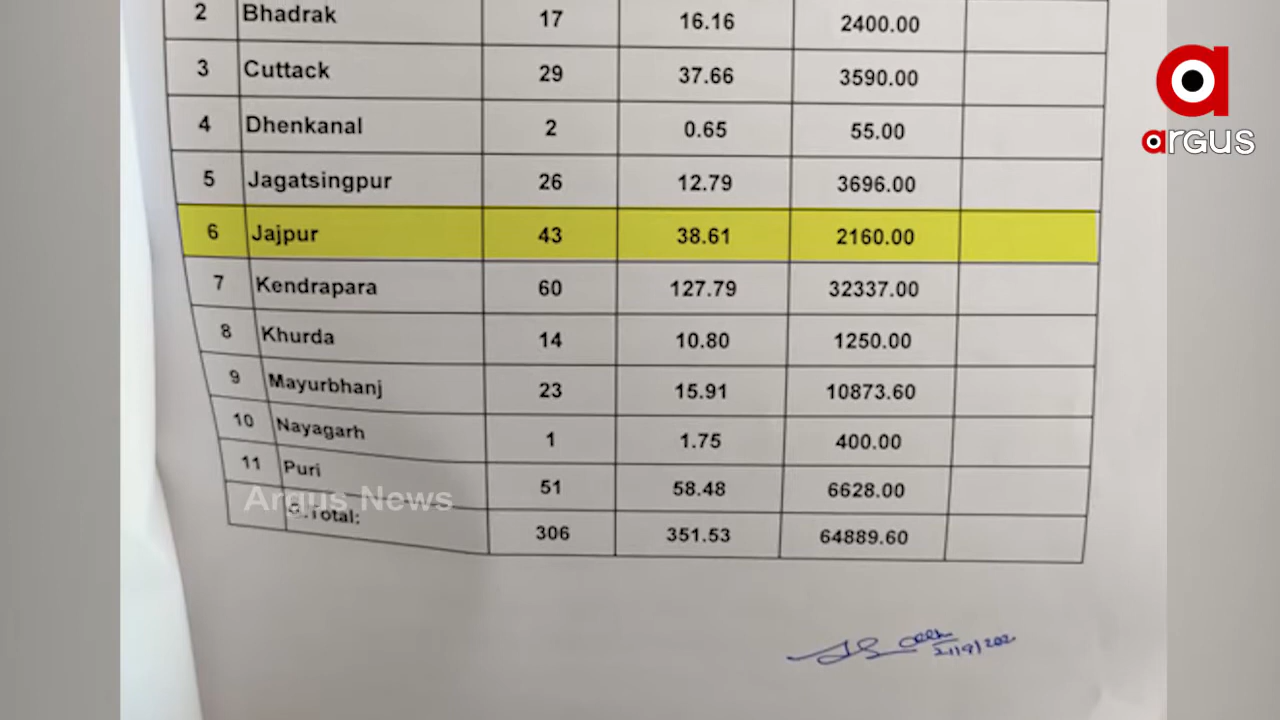 2 Bhadrak 17 16.16 2400.00
3 Cuttack 29 37.66 3590.00
4 Dhenkanal 2 0.65 55.00
5 Jagatsingpur 26 12.79 3696.00
6 Jajpur 43 38.61 2160.00
7 Kendrapara 60 127.79 32337.00
8 Khurda 14 10.80 1250.00
9 Mayurbhanj 23 15.91 10873.60
10 Nayagarh 1 1.75 400.00
11 Puri 51 58.48 6628.00
G.Total: 306 351.53 64889.60
argus
Argus News